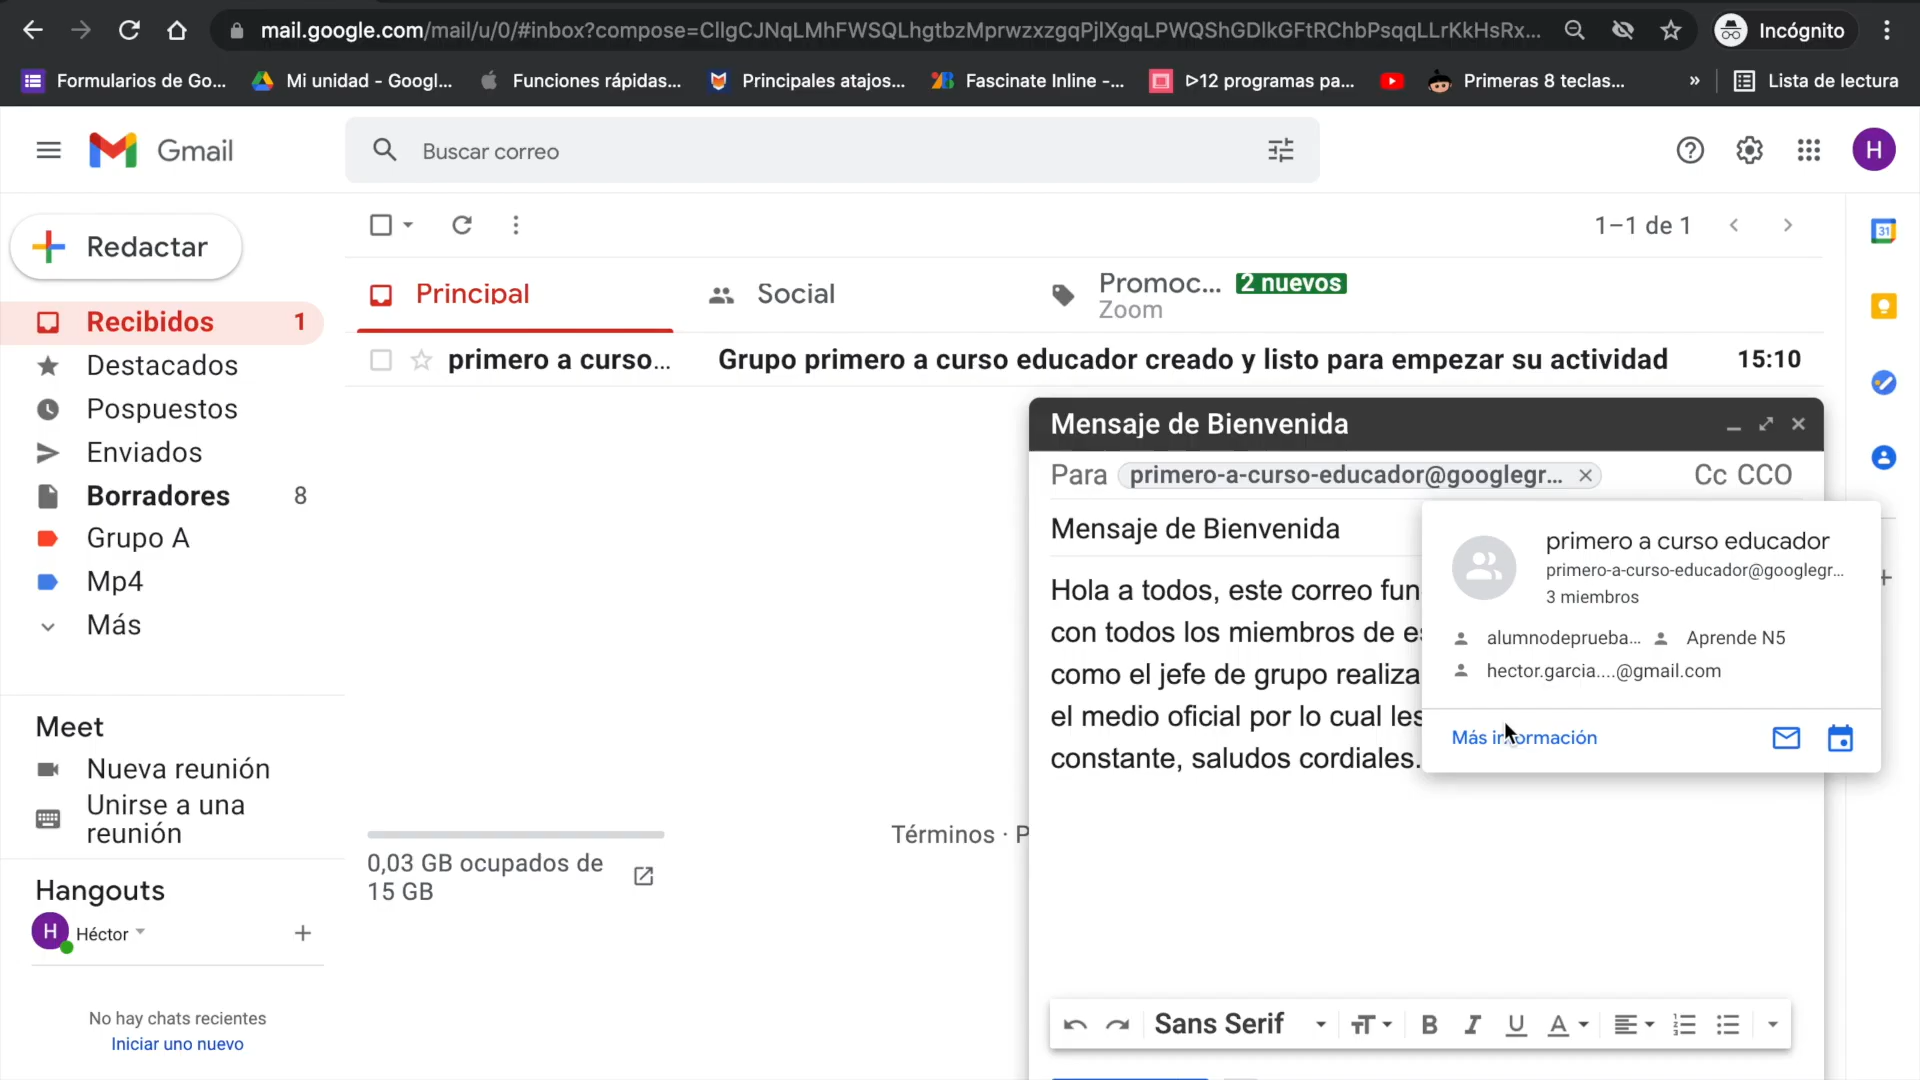 mail.google.com/mail/u/0/#inbox?compose=CllgCJNqLMhFWSQLhgtbzMprwzxzgqPjlXgqLPWQShGDlkGFtRChbPsqqLLrKkHsRx...
Incógnito
Formularios de Go...
Mi unidad - Googl...
Funciones rápidas...
Principales atajos...
Fascinate Inline -...
▷12 programas pa...
Primeras 8 teclas...
»
Lista de lectura
Gmail
Buscar correo
H
Redactar
1–1 de 1
Principal
Social
Promoc...
2 nuevos
Zoom
Recibidos 1
Destacados
Pospuestos
Enviados
Borradores 8
Grupo A
Mp4
Más
primero a curso... Grupo primero a curso educador creado y listo para empezar su actividad 15:10
Mensaje de Bienvenida
Para primero-a-curso-educador@googlegr... Cc CCO
Mensaje de Bienvenida
Hola a todos, este correo fun
con todos los miembros de es
como el jefe de grupo realiza
el medio oficial por lo cual les
constante, saludos cordiales.
primero a curso educador
primero-a-curso-educador@googlegr...
3 miembros
alumnodeprueba... Aprende N5
hector.garcia....@gmail.com
Más información
31
Meet
Nueva reunión
Unirse a una
reunión
Hangouts
H Héctor
No hay chats recientes
Iniciar uno nuevo
0,03 GB ocupados de
15 GB
Términos · P
Sans Serif